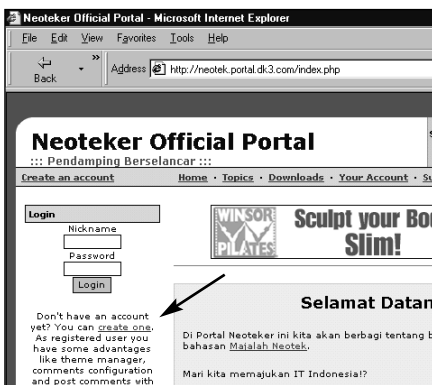 Neoteker Official Portal - Microsoft Internet Explorer
File Edit View Favorites Tools Help
Back
»
Address http://neotek.portal.dk3.com/index.php
Neoteker Official Portal
::: Pendamping Berselancar :::
Create an account Home · Topics · Downloads · Your Account ·
Login
Nickname
Password
Login
Don't have an account
yet? You can create one.
As registered user you
have some advantages
like theme manager,
comments configuration
and post comments with
WINSOR
PILATES
Sculpt your
Slim!
Selamat
Di Portal Neoteker ini kita akan berbagi tentang
bahasan Majalah Neotek.
Mari kita memajukan IT Indonesia!?